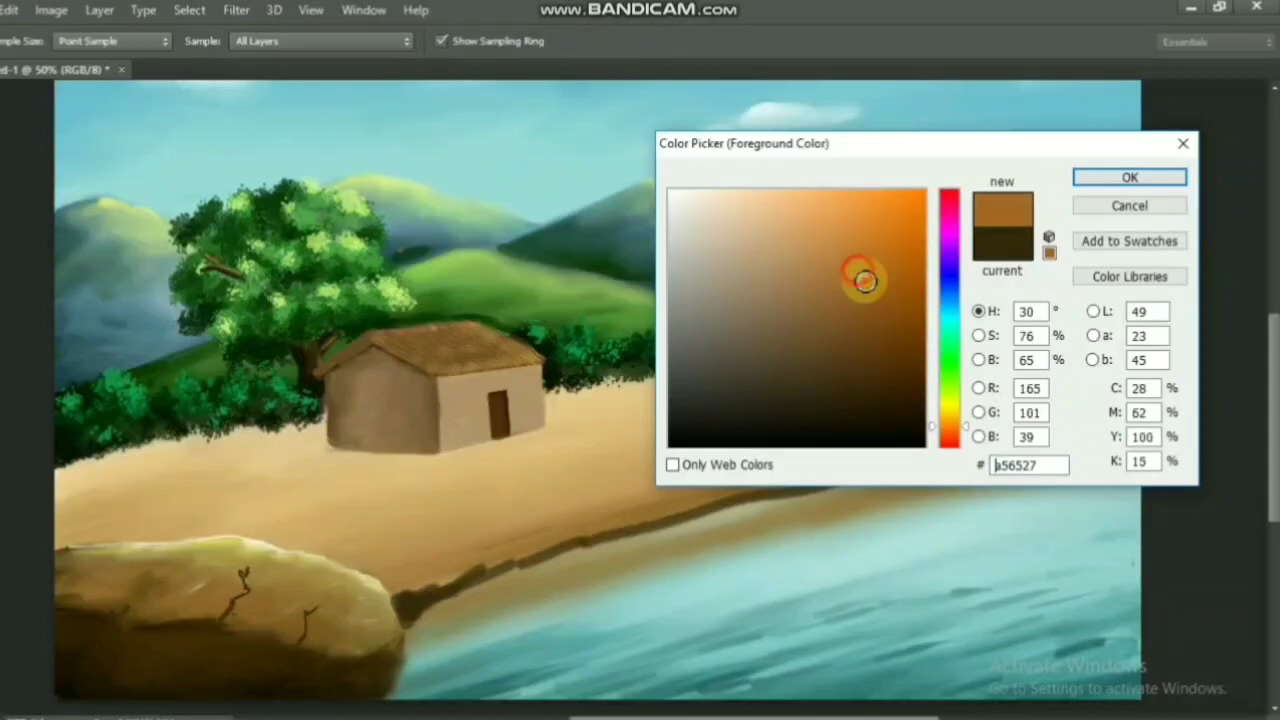 Edit Image Layer Type Select Filter 3D View Window Help
www.BANDICAM.com
mple Size: Point Sample Sample: All Layers Show Sampling Ring
Essentials
ed-1 @ 50% (RGB/8) * ×
Color Picker (Foreground Color)
new
current
OK
Cancel
Add to Swatches
Color Libraries
H: 30 °
S: 76 %
B: 65 %
R: 165
G: 101
B: 39
# a56527
L: 49
a: 23
b: 45
C: 28 %
M: 62 %
Y: 100 %
K: 15 %
Only Web Colors
Activate Windows
Go to Settings to activate Windows.